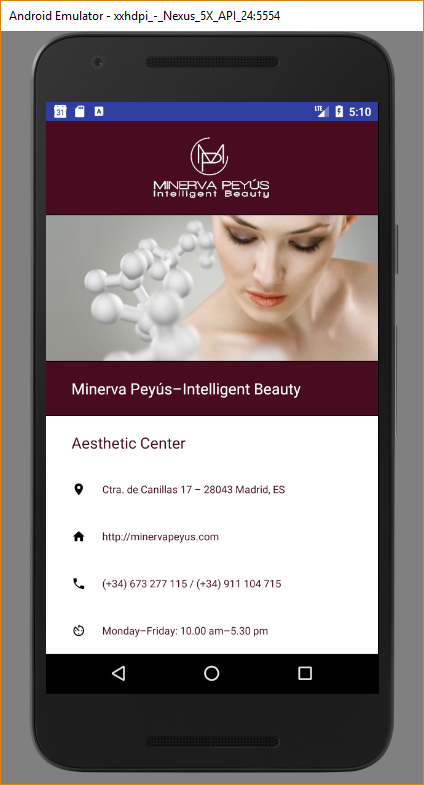 Android Emulator - xxhdpi_-_Nexus_5X_API_24:5554
31
A
LTE
5:10
MINERVA PEYÚS
Intelligent Beauty
Minerva Peyús–Intelligent Beauty
Aesthetic Center
Ctra. de Canillas 17 – 28043 Madrid, ES
http://minervapeyus.com
(+34) 673 277 115 / (+34) 911 104 715
Monday–Friday: 10.00 am–5.30 pm